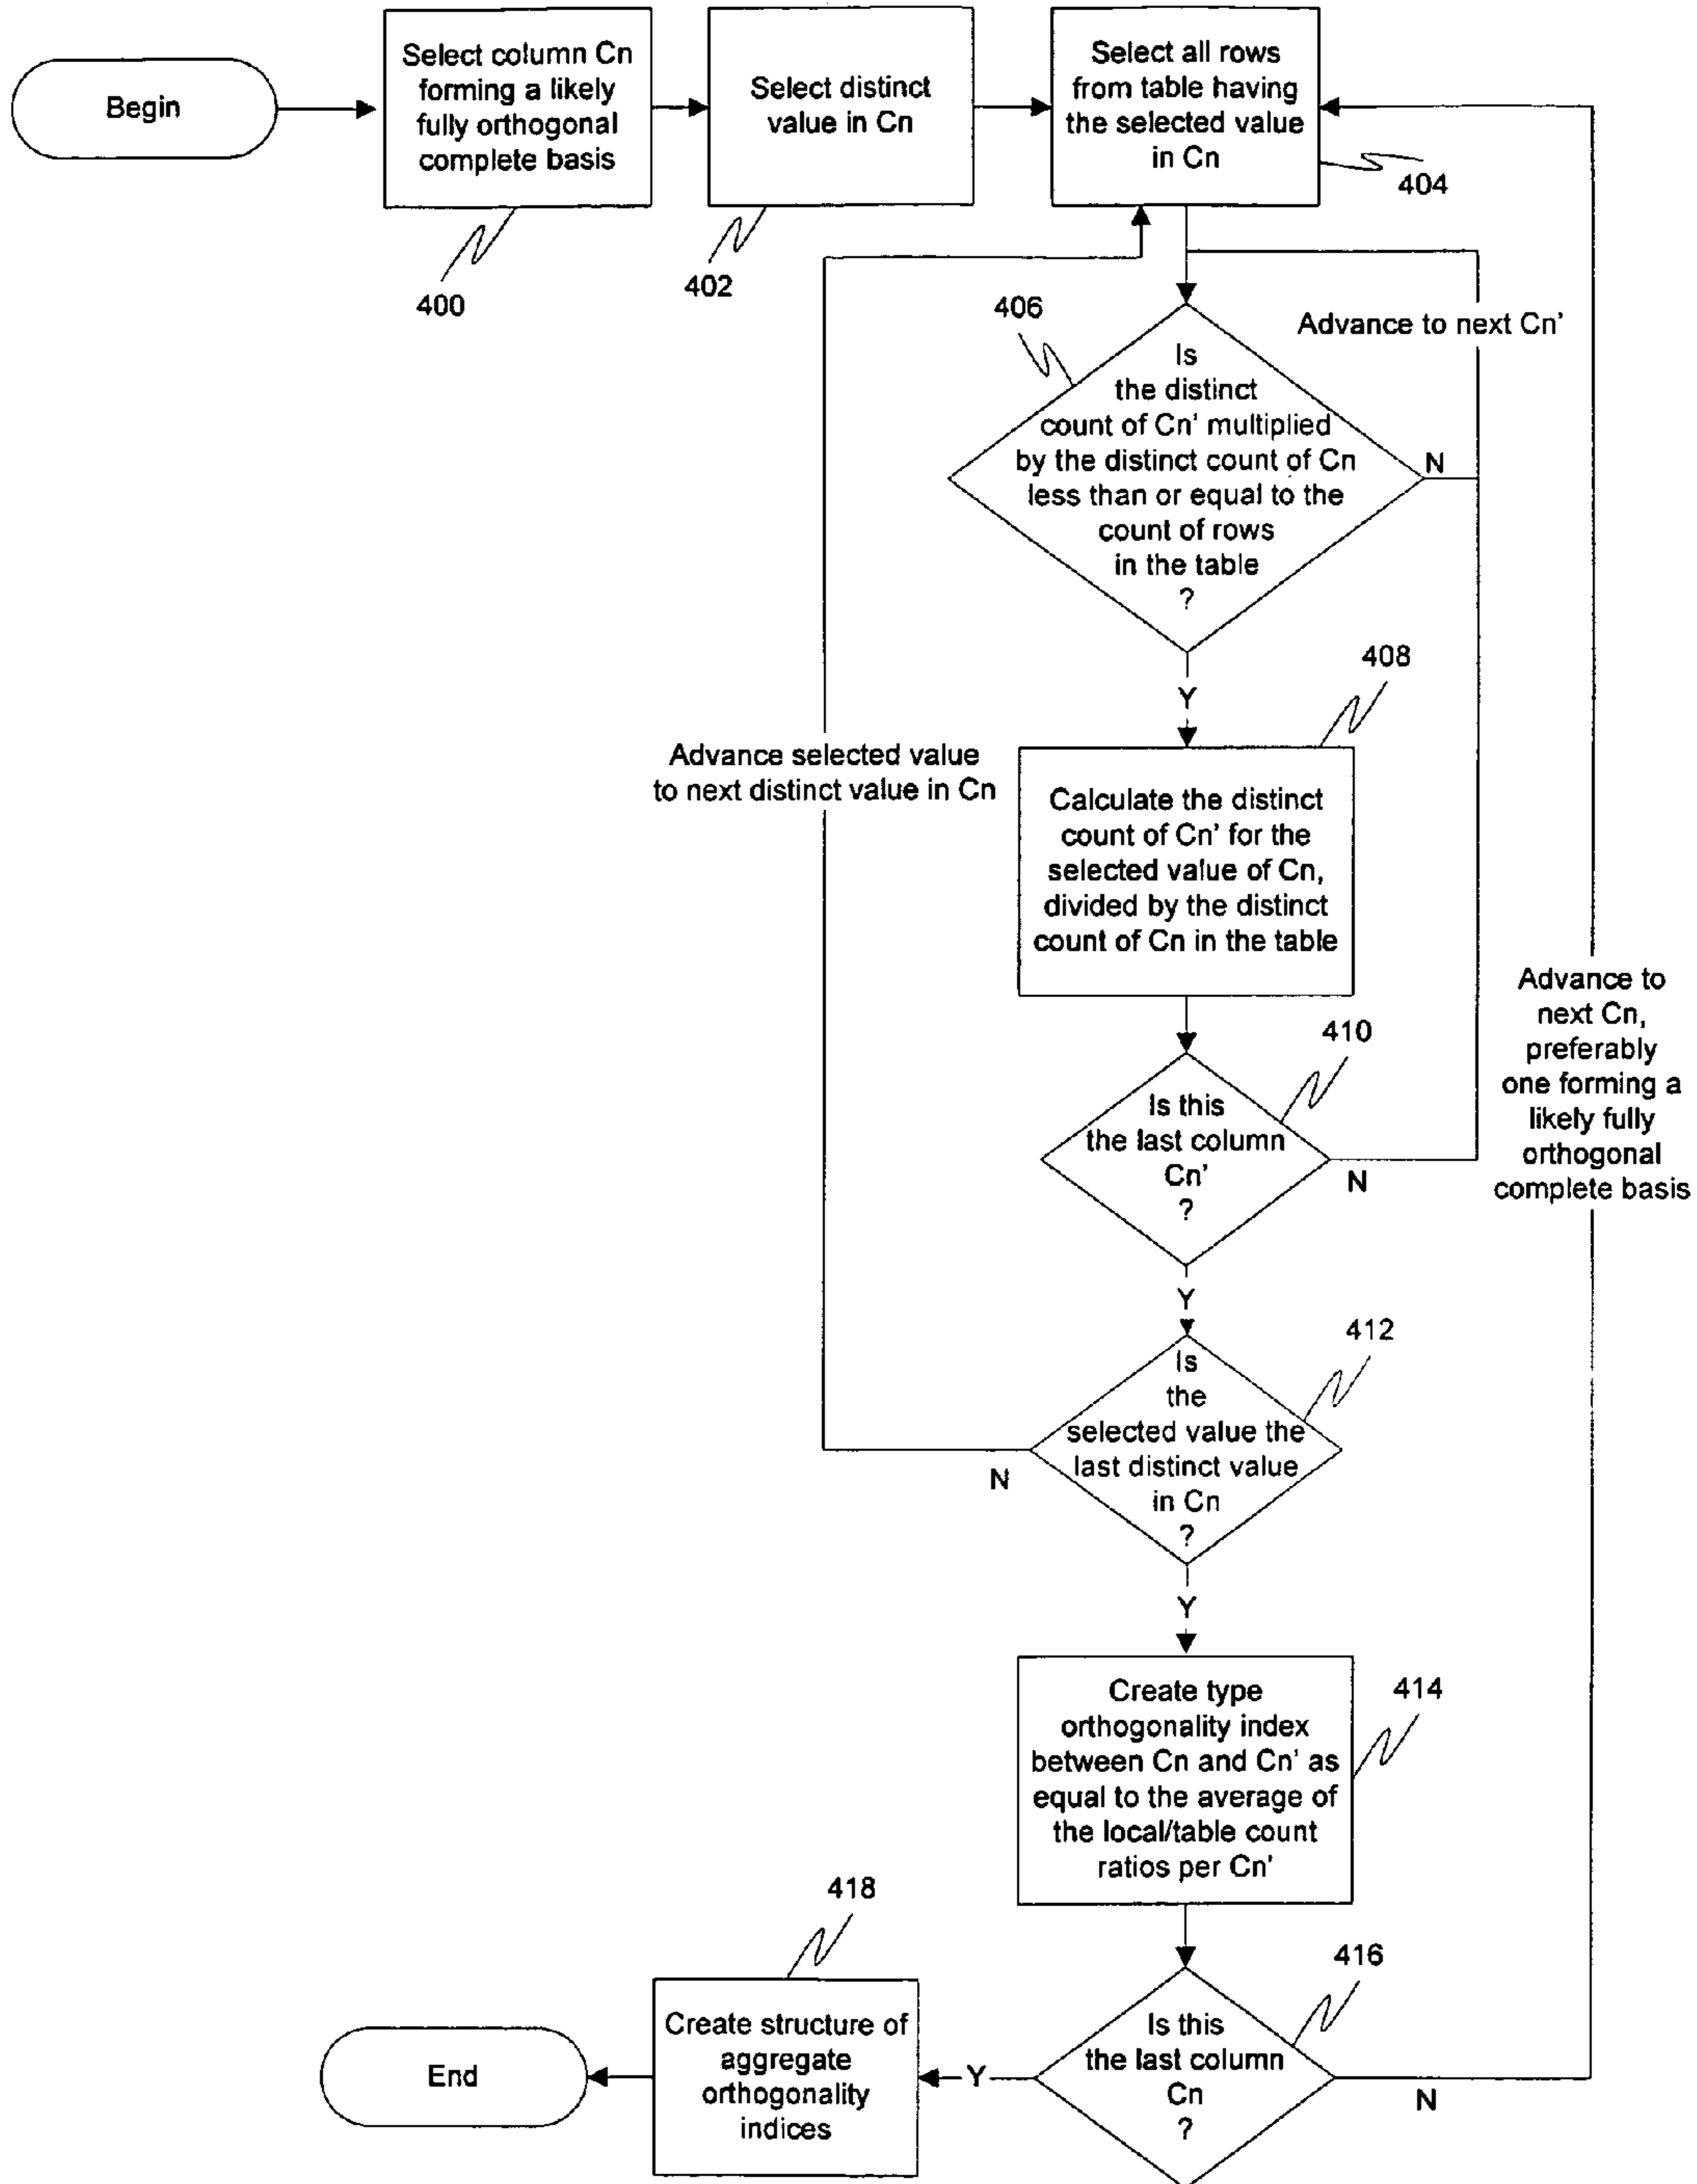 Begin
Select column Cn
forming a likely
fully orthogonal
complete basis
400
Select distinct
value in Cn
402
Select all rows
from table having
the selected value
in Cn
404
Advance to next Cn'
406
Is
the distinct
count of Cn' multiplied
by the distinct count of Cn
less than or equal to the
count of rows
in the table
?
N
Y
408
Advance selected value
to next distinct value in Cn
Calculate the distinct
count of Cn' for the
selected value of Cn,
divided by the distinct
count of Cn in the table
410
Is this
the last column
Cn'
?
N
Y
Advance to
next Cn,
preferably
one forming a
likely fully
orthogonal
complete basis
412
Is
the
selected value the
last distinct value
in Cn
?
N
Y
414
Create type
orthogonality index
between Cn and Cn' as
equal to the average of
the local/table count
ratios per Cn'
416
Is this
the last column
Cn
?
N
Y
418
Create structure of
aggregate
orthogonality
indices
End